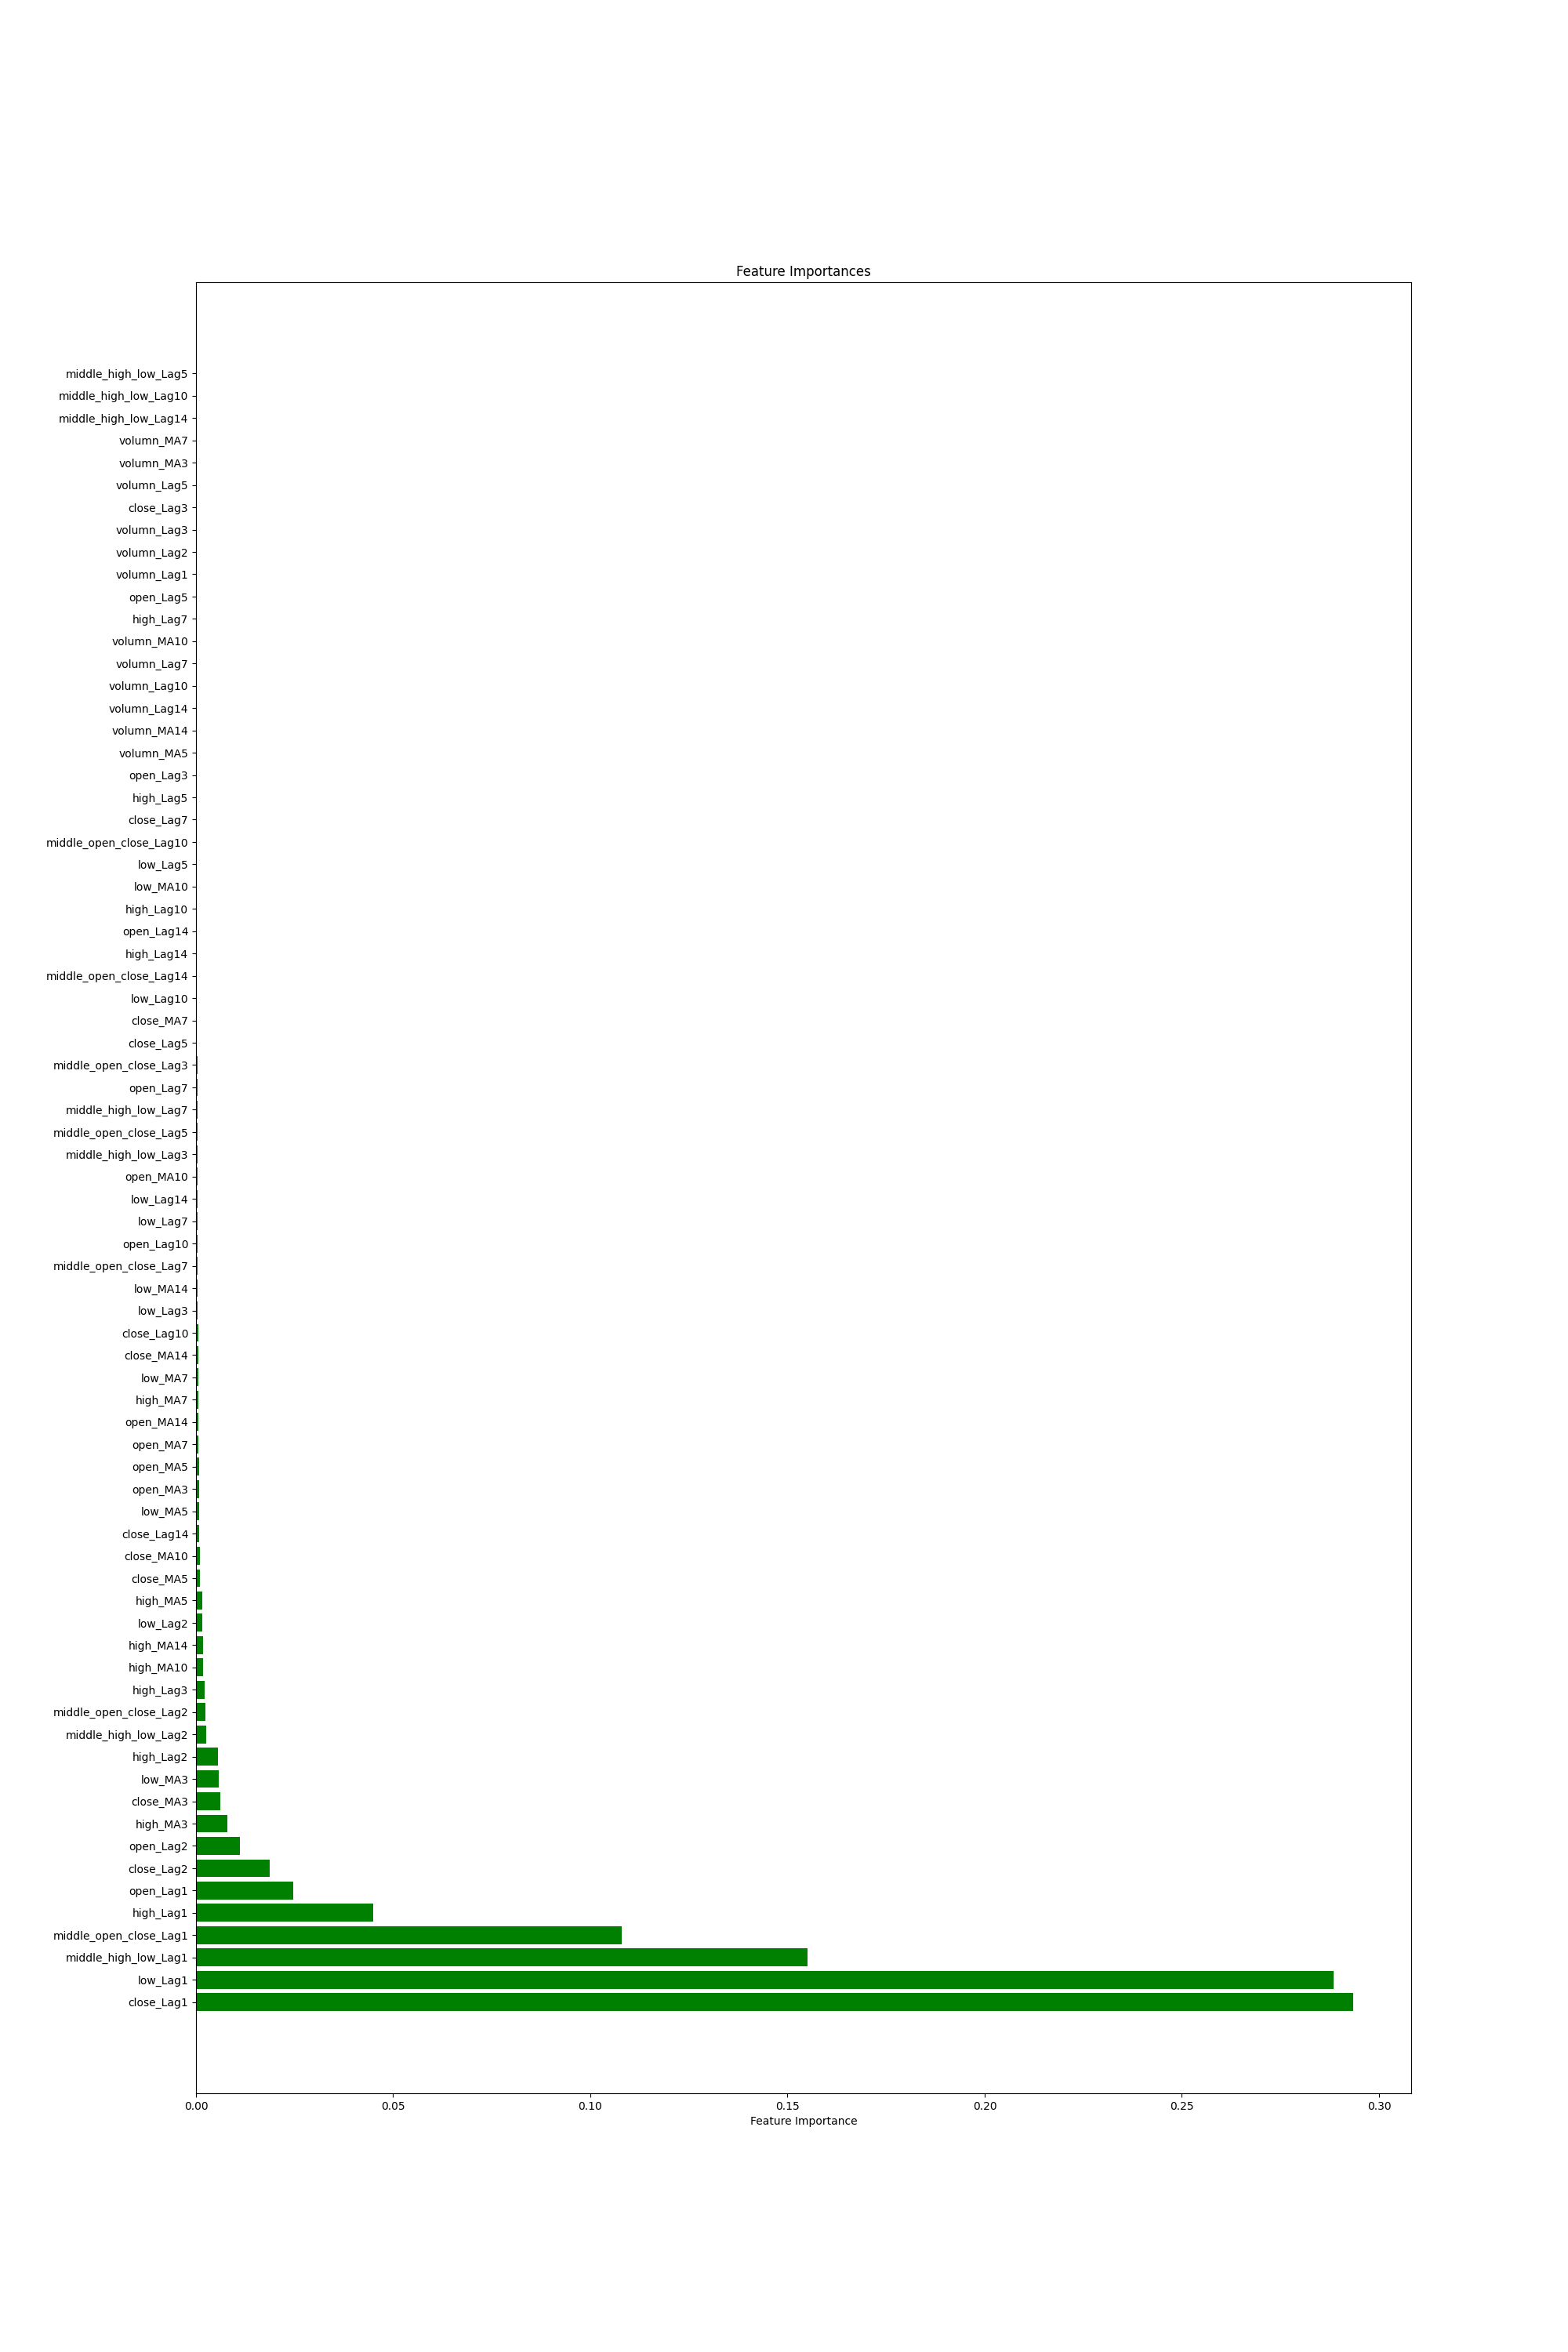 Feature Importances
middle_high_low_Lag5
middle_high_low_Lag10
middle_high_low_Lag14
volumn_MA7
volumn_MA3
volumn_Lag5
close_Lag3
volumn_Lag3
volumn_Lag2
volumn_Lag1
open_Lag5
high_Lag7
volumn_MA10
volumn_Lag7
volumn_Lag10
volumn_Lag14
volumn_MA14
volumn_MA5
open_Lag3
high_Lag5
close_Lag7
middle_open_close_Lag10
low_Lag5
low_MA10
high_Lag10
open_Lag14
high_Lag14
middle_open_close_Lag14
low_Lag10
close_MA7
close_Lag5
middle_open_close_Lag3
open_Lag7
middle_high_low_Lag7
middle_open_close_Lag5
middle_high_low_Lag3
open_MA10
low_Lag14
low_Lag7
open_Lag10
middle_open_close_Lag7
low_MA14
low_Lag3
close_Lag10
close_MA14
low_MA7
high_MA7
open_MA14
open_MA7
open_MA5
open_MA3
low_MA5
close_Lag14
close_MA10
close_MA5
high_MA5
low_Lag2
high_MA14
high_MA10
high_Lag3
middle_open_close_Lag2
middle_high_low_Lag2
high_Lag2
low_MA3
close_MA3
high_MA3
open_Lag2
close_Lag2
open_Lag1
high_Lag1
middle_open_close_Lag1
middle_high_low_Lag1
low_Lag1
close_Lag1
0.00 0.05 0.10 0.15 0.20 0.25 0.30
Feature Importance